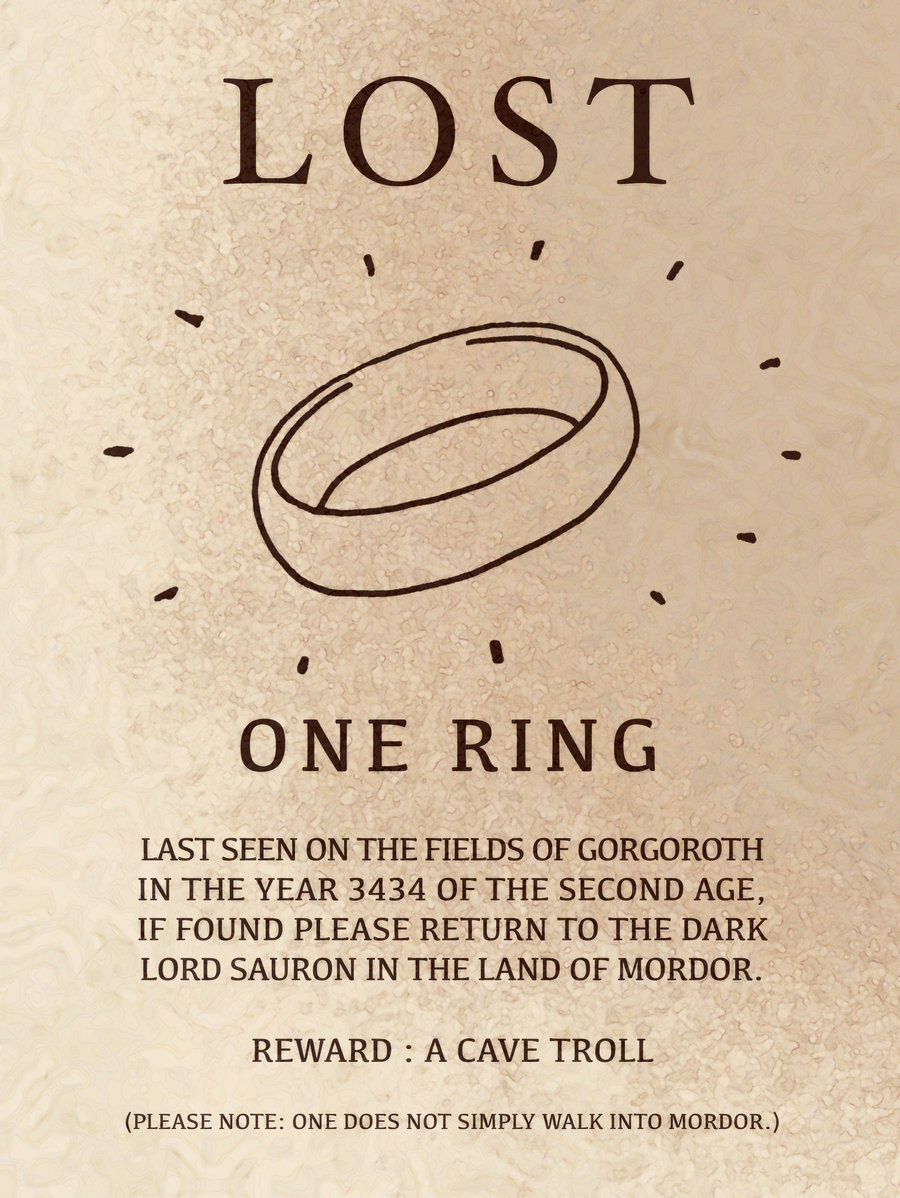 LOST
ONE RING
LAST SEEN ON THE FIELDS OF GORGOROTH
IN THE YEAR 3434 OF THE SECOND AGE,
IF FOUND PLEASE RETURN TO THE DARK
LORD SAURON IN THE LAND OF MORDOR.
REWARD : A CAVE TROLL
(PLEASE NOTE: ONE DOES NOT SIMPLY WALK INTO MORDOR.)